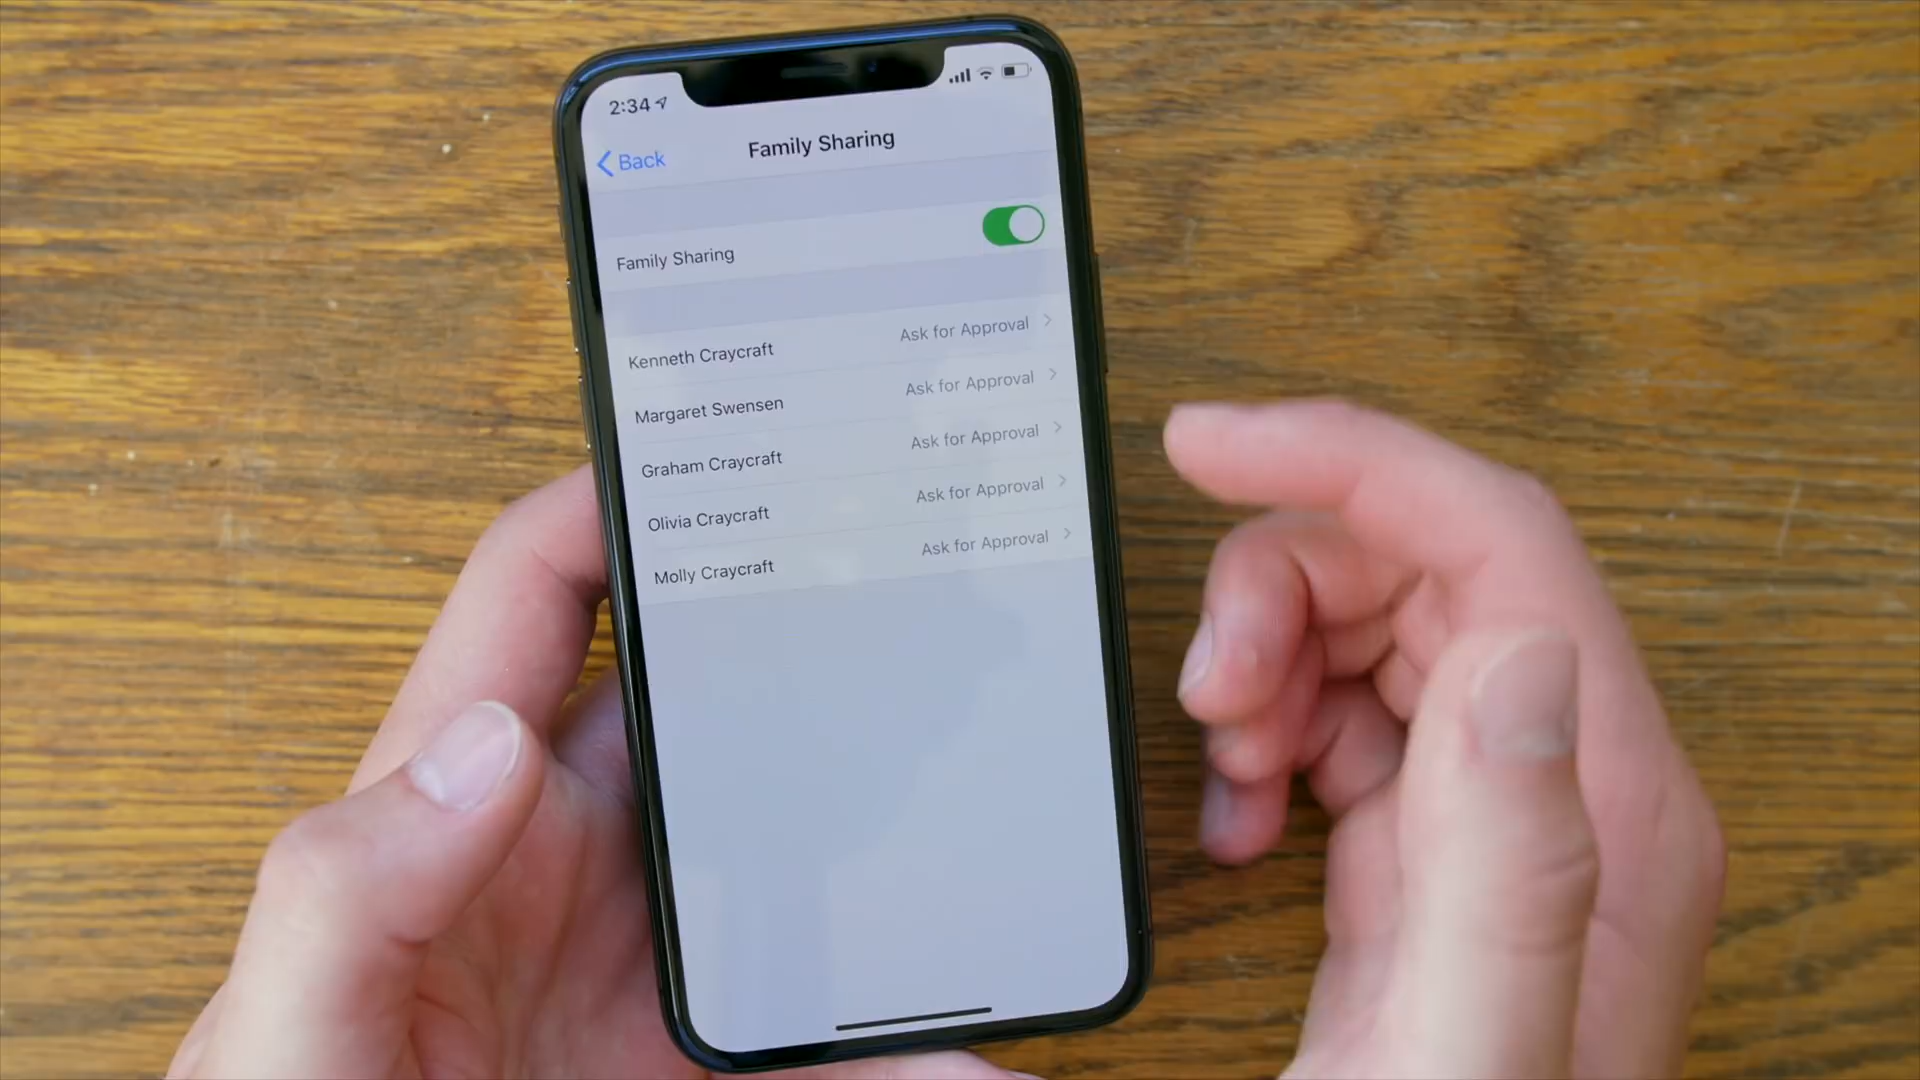 2:34
Back
Family Sharing
Family Sharing
Kenneth Craycraft Ask for Approval
Margaret Swensen Ask for Approval
Graham Craycraft Ask for Approval
Olivia Craycraft Ask for Approval
Molly Craycraft Ask for Approval